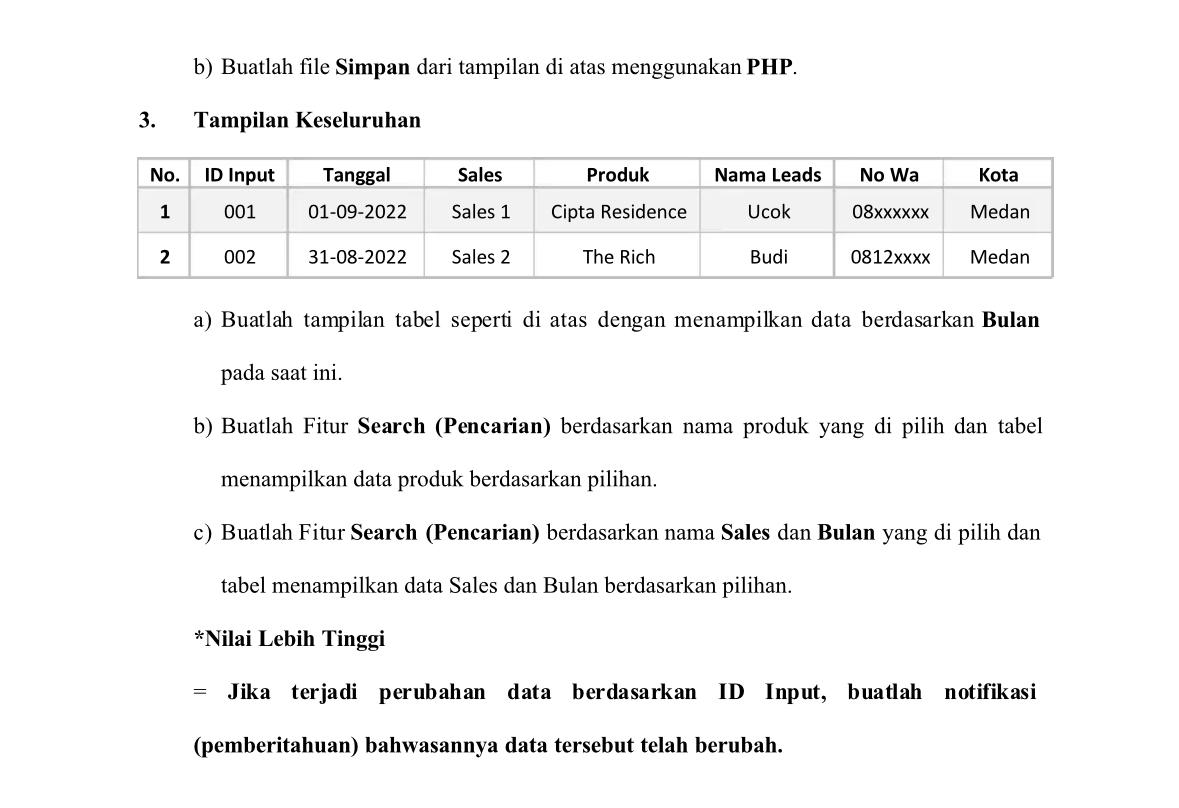 b) Buatlah file Simpan dari tampilan di atas menggunakan PHP.
3. Tampilan Keseluruhan
No. ID Input Tanggal Sales Produk Nama Leads No Wa Kota
1 001 01-09-2022 Sales 1 Cipta Residence Ucok 08xxxxxx Medan
2 002 31-08-2022 Sales 2 The Rich Budi 0812xxxx Medan
a) Buatlah tampilan tabel seperti di atas dengan menampilkan data berdasarkan Bulan
pada saat ini.
b) Buatlah Fitur Search (Pencarian) berdasarkan nama produk yang di pilih dan tabel
menampilkan data produk berdasarkan pilihan.
c) Buatlah Fitur Search (Pencarian) berdasarkan nama Sales dan Bulan yang di pilih dan
tabel menampilkan data Sales dan Bulan berdasarkan pilihan.
*Nilai Lebih Tinggi
= Jika terjadi perubahan data berdasarkan ID Input, buatlah notifikasi
(pemberitahuan) bahwasannya data tersebut telah berubah.